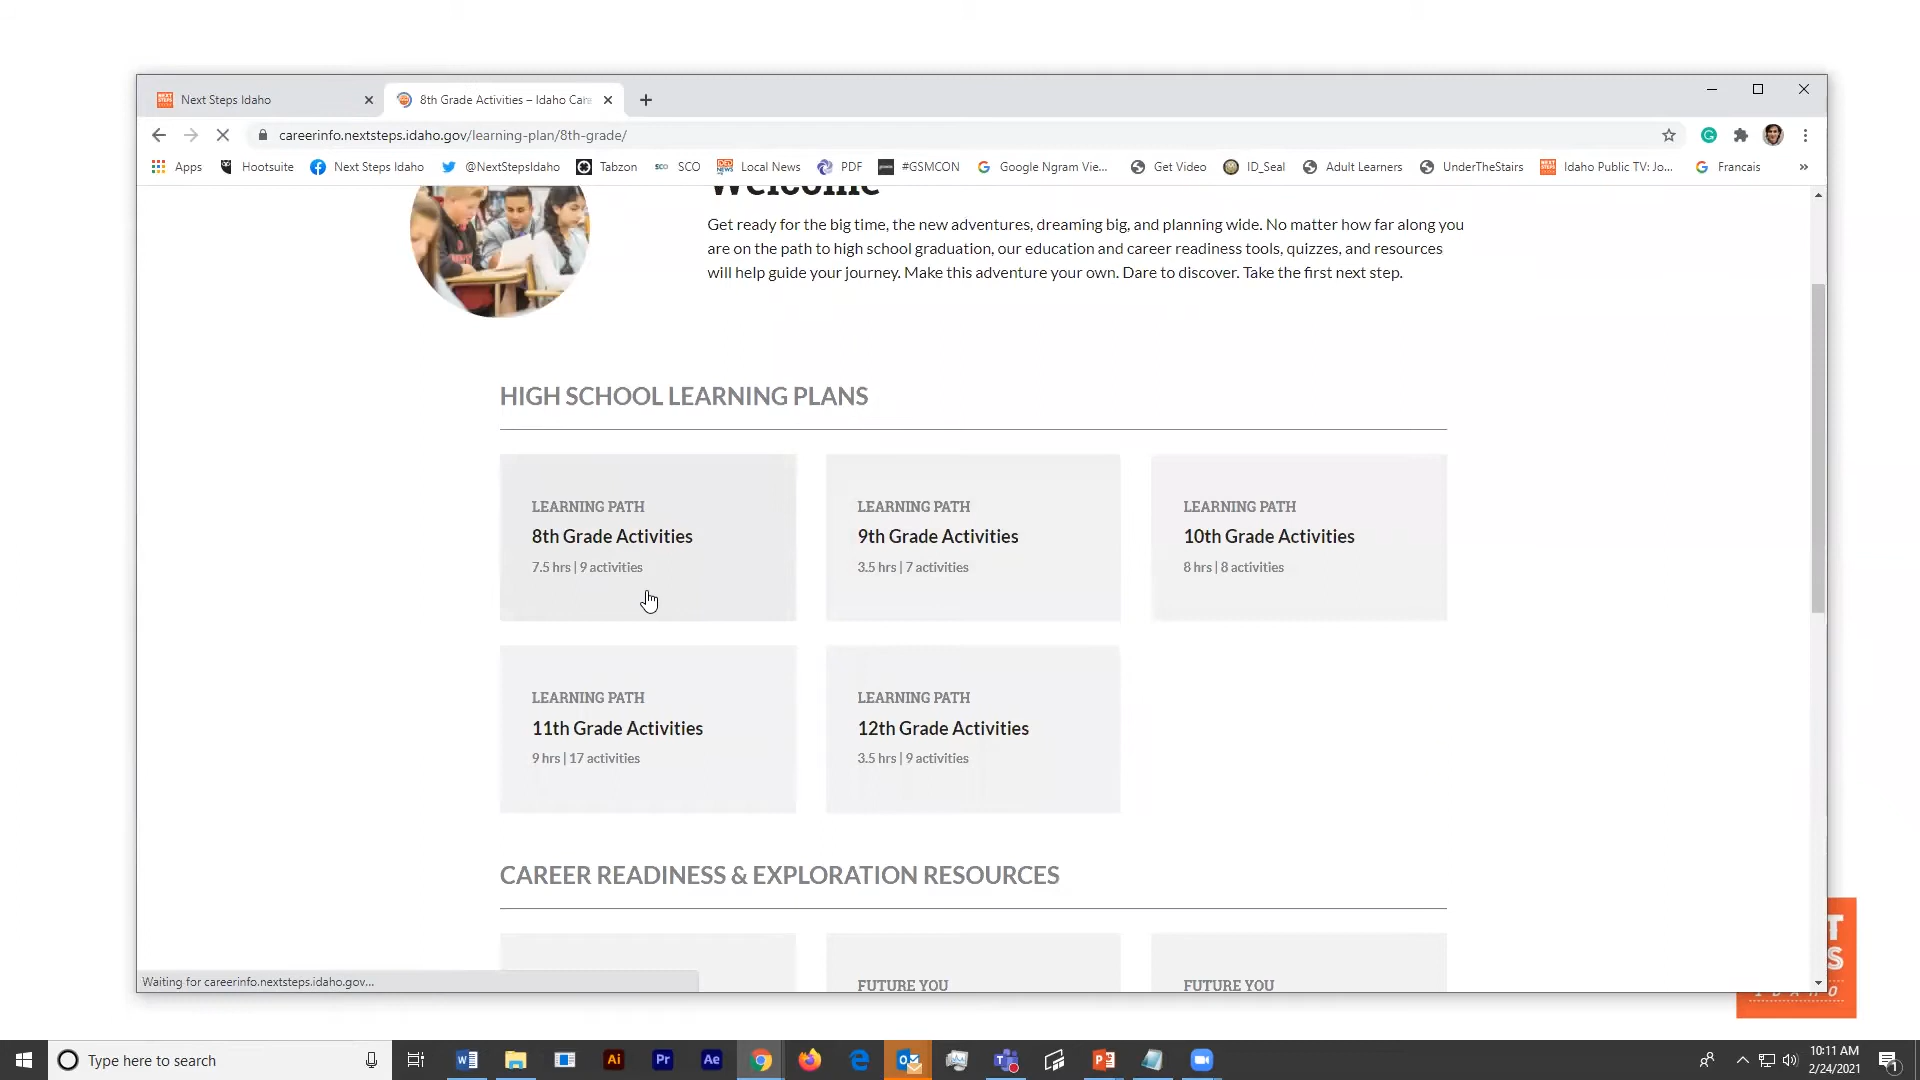 Next Steps Idaho
8th Grade Activities – Idaho Care
careerinfo.nextsteps.idaho.gov/learning-plan/8th-grade/
Apps Hootsuite Next Steps Idaho @NextStepsIdaho Tabzon SCO SCO DED NEWS Local News PDF #GSMCON Google Ngram Vie... Get Video ID_Seal Adult Learners UnderTheStairs Idaho Public TV: Jo... Francais »
Welcome
Get ready for the big time, the new adventures, dreaming big, and planning wide. No matter how far along you
are on the path to high school graduation, our education and career readiness tools, quizzes, and resources
will help guide your journey. Make this adventure your own. Dare to discover. Take the first next step.
HIGH SCHOOL LEARNING PLANS
LEARNING PATH
8th Grade Activities
7.5 hrs | 9 activities
LEARNING PATH
9th Grade Activities
3.5 hrs | 7 activities
LEARNING PATH
10th Grade Activities
8 hrs | 8 activities
LEARNING PATH
11th Grade Activities
9 hrs | 17 activities
LEARNING PATH
12th Grade Activities
3.5 hrs | 9 activities
CAREER READINESS & EXPLORATION RESOURCES
FUTURE YOU
FUTURE YOU
Waiting for careerinfo.nextsteps.idaho.gov...
T
S
IDAHO
Type here to search
Ai Pr Ae
10:11 AM
2/24/2021
1